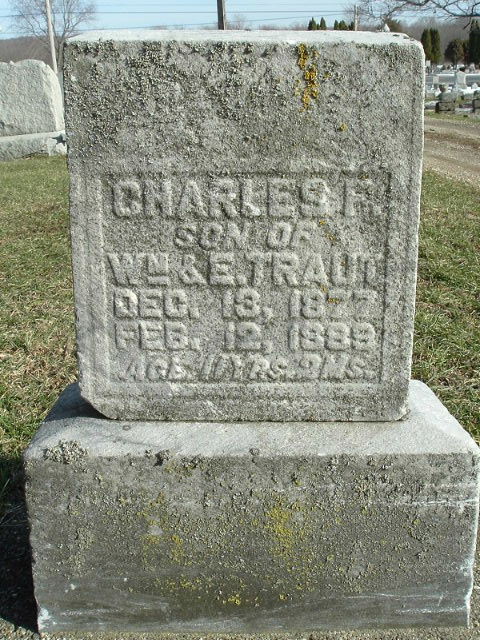 CHARLES F.
SON OF
WM & E. TRAUT
DEC. 13, 1877
FEB. 12, 1889
AGE. 11 YRS. 2 MS.